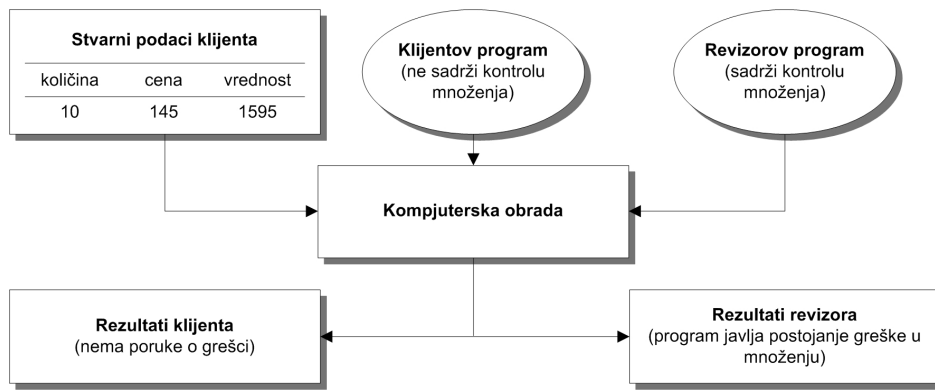 Stvarni podaci klijenta
količina cena vrednost
10 145 1595
Klijentov program
(ne sadrži kontrolu
množenja)
Revizorov program
(sadrži kontrolu
množenja)
Kompjuterska obrada
Rezultati klijenta
(nema poruke o grešci)
Rezultati revizora
(program javlja postojanje greške u
množenju)